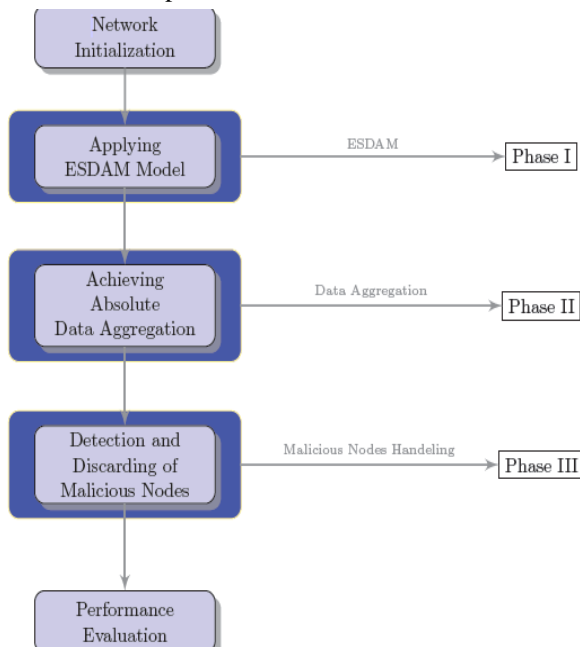 Network
Initialization
Applying
ESDAM Model
ESDAM
Phase I
Achieving
Absolute
Data Aggregation
Data Aggregation
Phase II
Detection and
Discarding of
Malicious Nodes
Malicious Nodes Handeling
Phase III
Performance
Evaluation